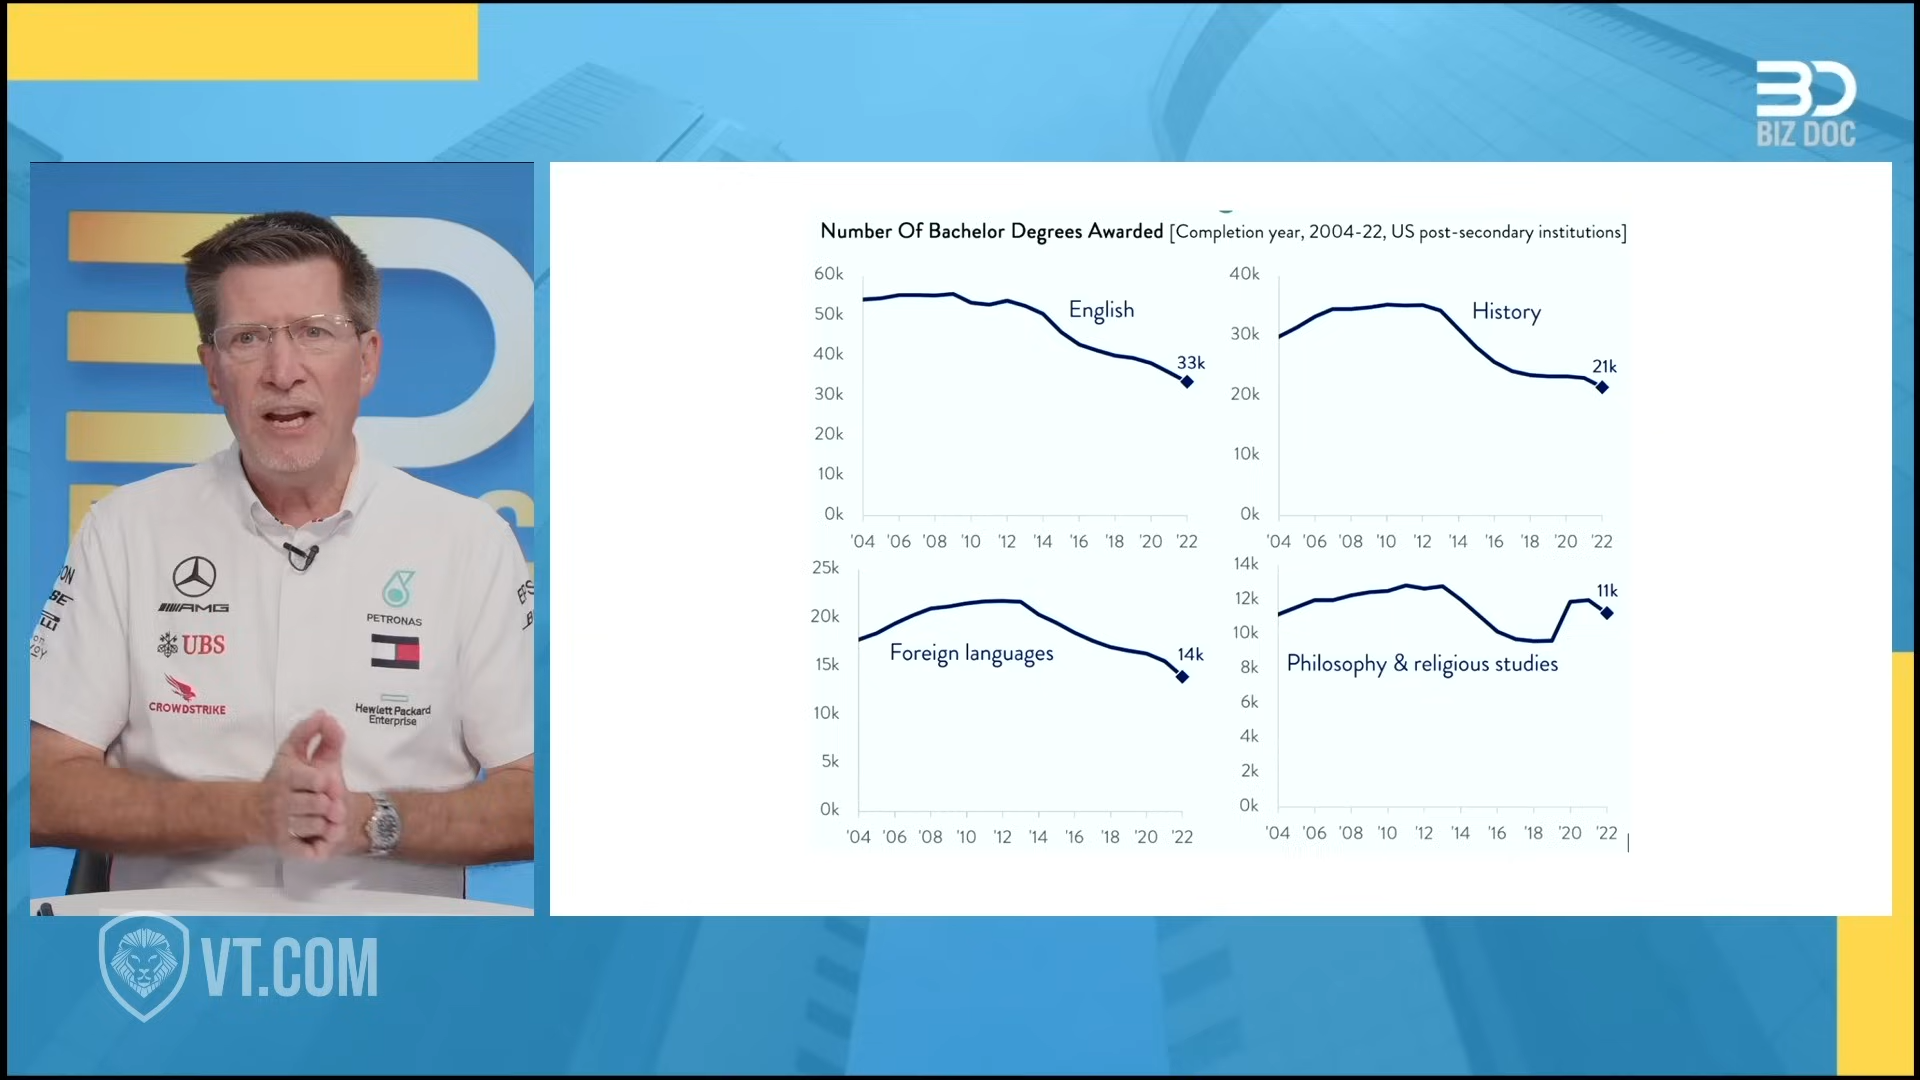 BIZ DOC
Number Of Bachelor Degrees Awarded [Completion year, 2004-22, US post-secondary institutions]
60k
50k
40k
30k
20k
10k
0k
English
33k
'04 '06 '08 '10 '12 '14 '16 '18 '20 '22
40k
30k
20k
10k
0k
History
21k
'04 '06 '08 '10 '12 '14 '16 '18 '20 '22
25k
20k
15k
10k
5k
0k
Foreign languages
14k
'04 '06 '08 '10 '12 '14 '16 '18 '20 '22
14k
12k
10k
8k
6k
4k
2k
0k
Philosophy & religious studies
11k
'04 '06 '08 '10 '12 '14 '16 '18 '20 '22
AMG
PETRONAS
UBS
CROWDSTRIKE
Hewlett Packard
Enterprise
VT.COM